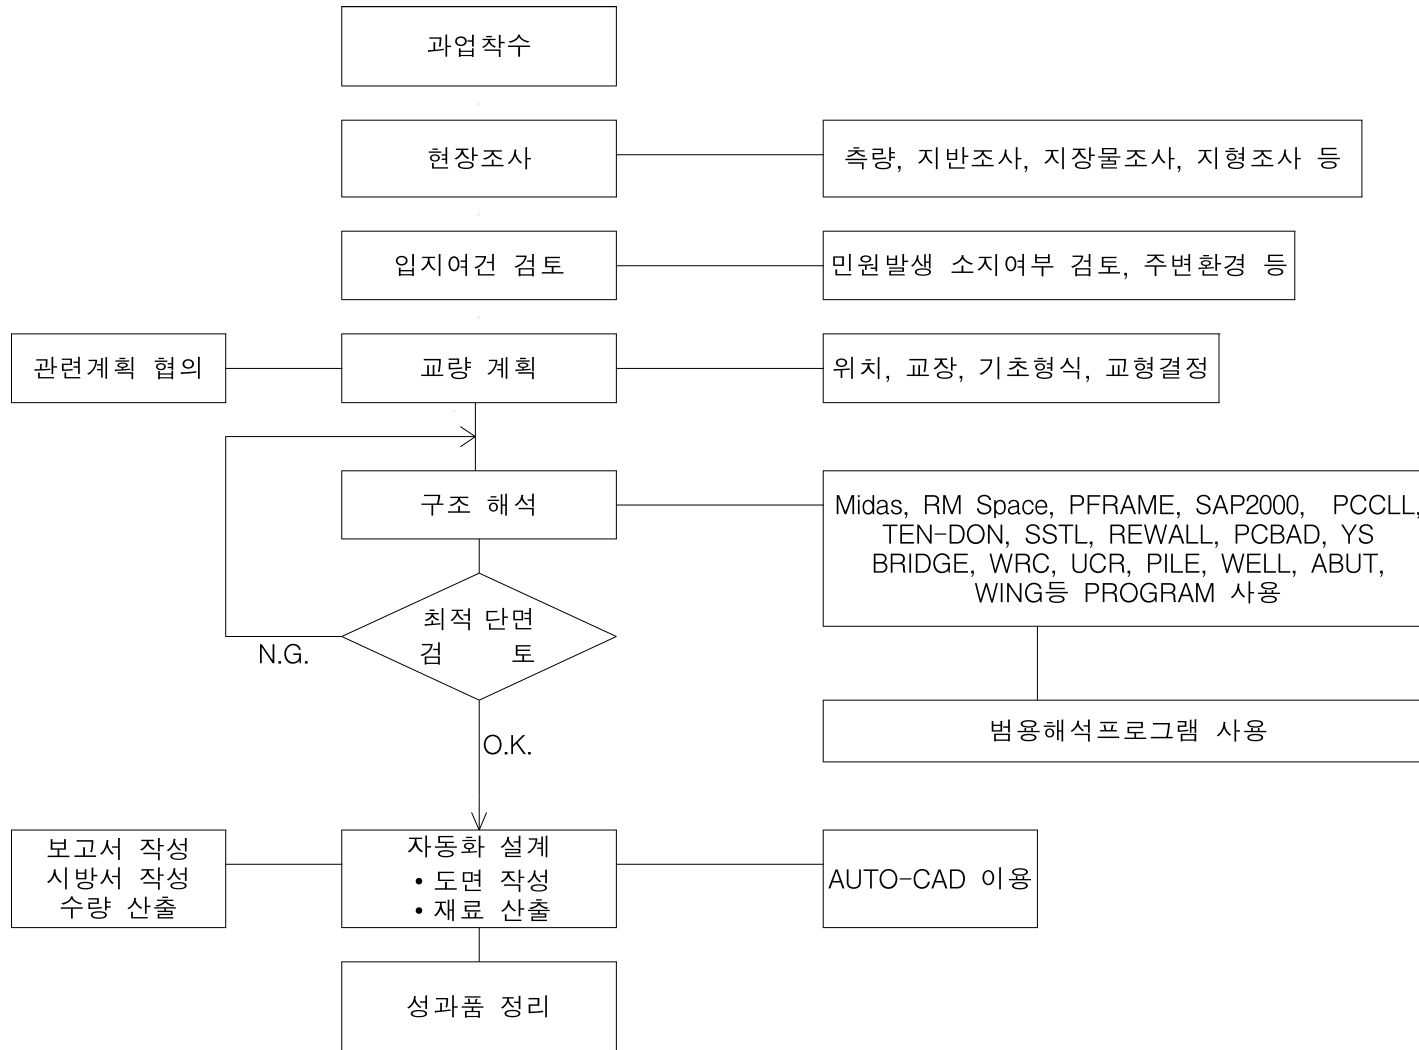 과업착수
현장조사
측량, 지반조사, 지장물조사, 지형조사 등
입지여건 검토
민원발생 소지여부 검토, 주변환경 등
관련계획 협의
교량 계획
위치, 교장, 기초형식, 교형결정
구조 해석
Midas, RM Space, PFRAME, SAP2000, PCCLL,
TEN-DON, SSTL, REWALL, PCBAD, YS
BRIDGE, WRC, UCR, PILE, WELL, ABUT,
WING등 PROGRAM 사용
최적 단면
검 토
N.G.
범용해석프로그램 사용
O.K.
보고서 작성
시방서 작성
수량 산출
자동화 설계
• 도면 작성
• 재료 산출
AUTO-CAD 이용
성과품 정리